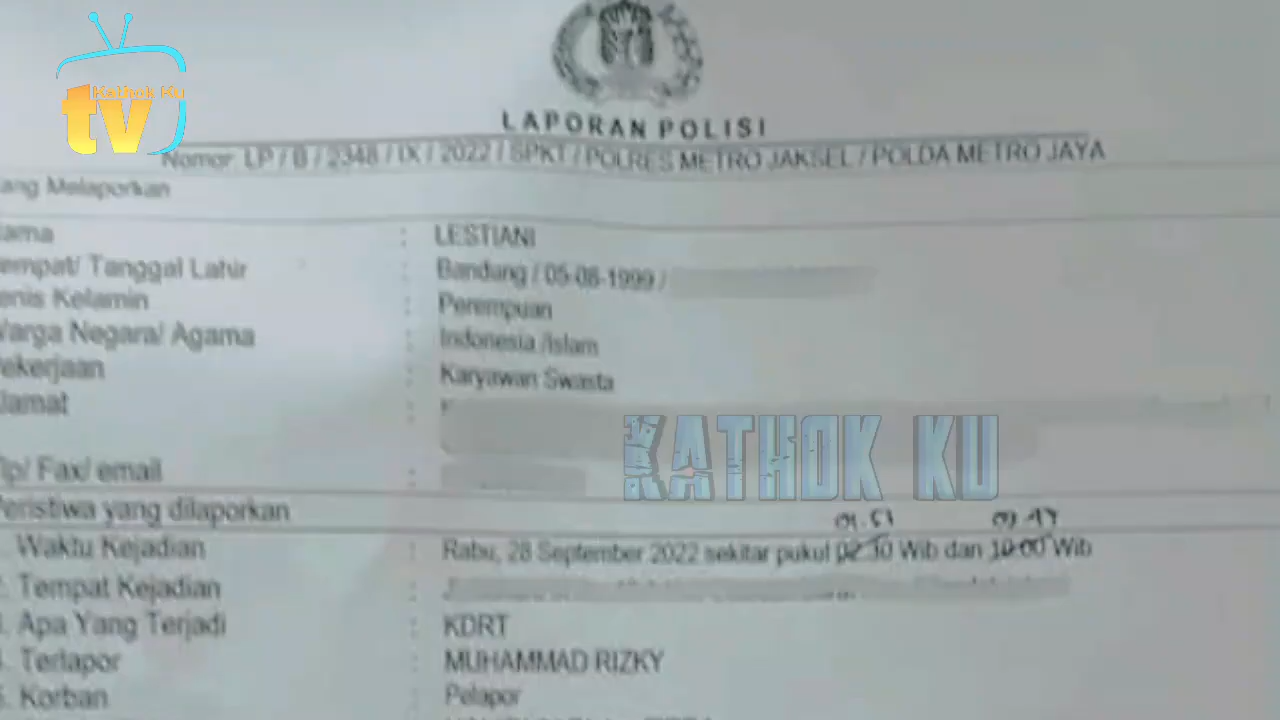 Kathok Ku
tv
LAPORAN POLISI
Nomor: LP / B / 2348 / IX / 2022 / SPKT / POLRES METRO JAKSEL / POLDA METRO JAYA
ang Melaporkan
ama : LESTIANI
empat/ Tanggal Lahir : Bandung / 05-08-1999 /
enis Kelamin : Perempuan
Warga Negara/ Agama : Indonesia /Islam
ekerjaan : Karyawan Swasta
lamat :
KATHOK KU
lp/ Fax/ email :
Peristiwa yang dilaporkan
. Waktu Kejadian : Rabu, 28 September 2022 sekitar pukul 02.30 Wib dan 10.00 Wib
. Tempat Kejadian :
. Apa Yang Terjadi : KDRT
. Terlapor : MUHAMMAD RIZKY
. Korban : Pelapor